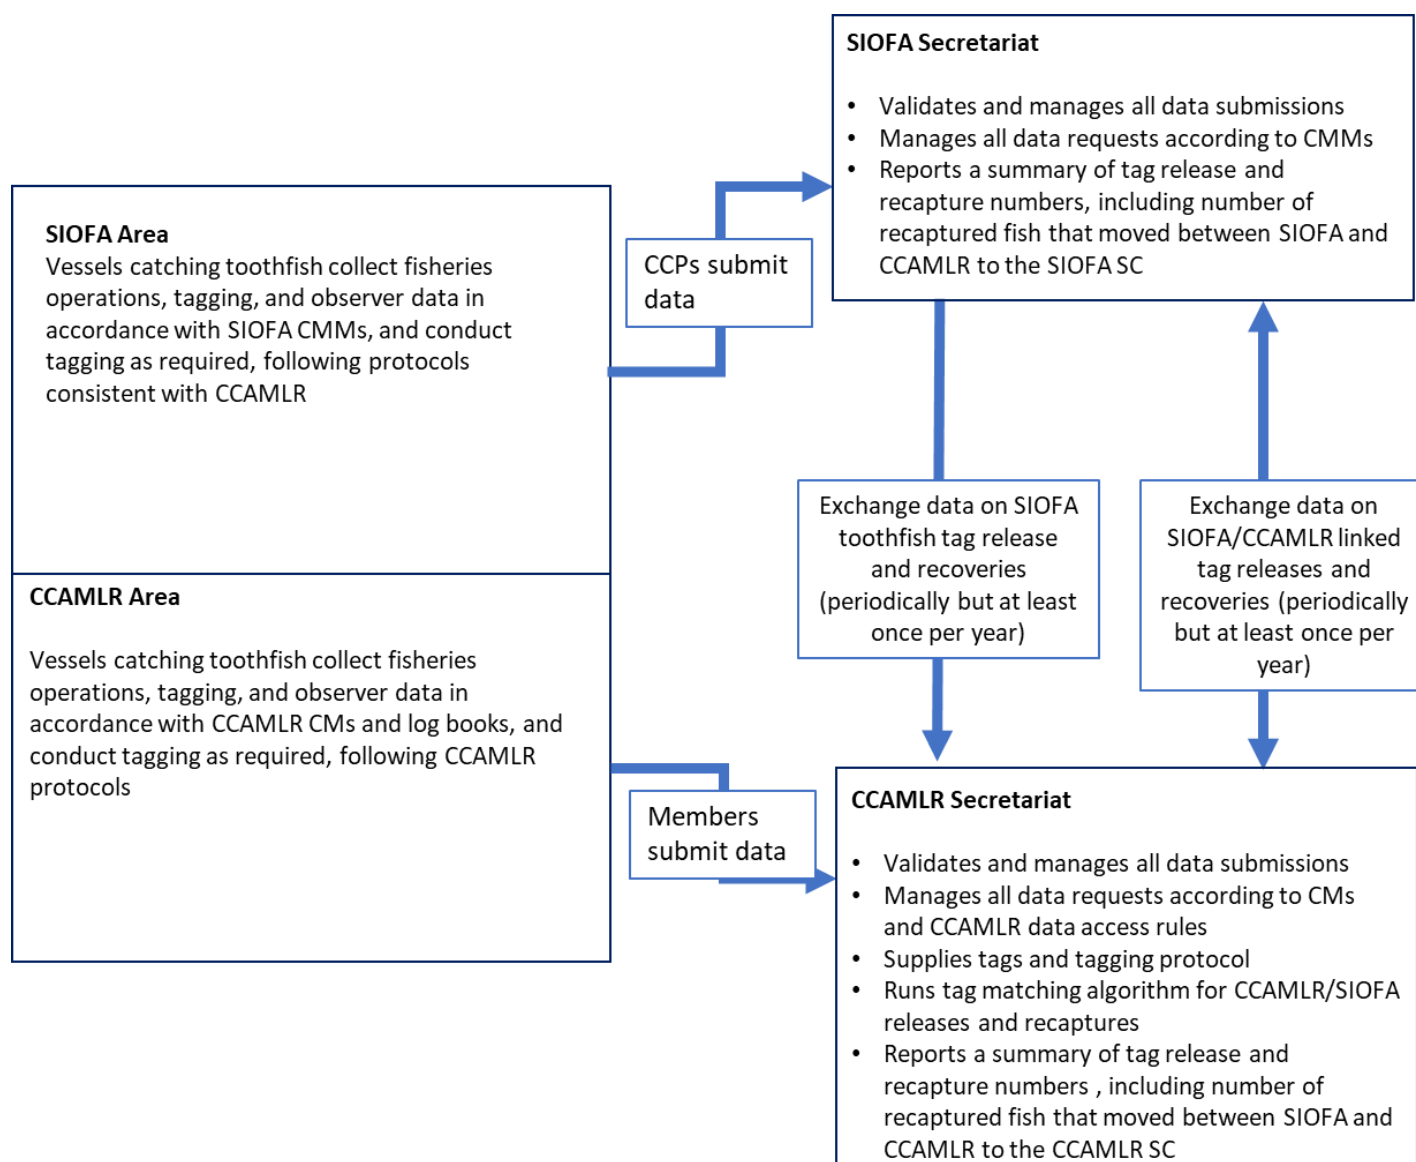 SIOFA Secretariat
• Validates and manages all data submissions
• Manages all data requests according to CMMs
• Reports a summary of tag release and
recapture numbers, including number of
recaptured fish that moved between SIOFA and
CCAMLR to the SIOFA SC
SIOFA Area
Vessels catching toothfish collect fisheries
operations, tagging, and observer data in
accordance with SIOFA CMMs, and conduct
tagging as required, following protocols
consistent with CCAMLR
CCPs submit
data
Exchange data on SIOFA
toothfish tag release
and recoveries
(periodically but at least
once per year)
Exchange data on
SIOFA/CCAMLR linked
tag releases and
recoveries (periodically
but at least once per
year)
CCAMLR Area
Vessels catching toothfish collect fisheries
operations, tagging, and observer data in
accordance with CCAMLR CMs and log books, and
conduct tagging as required, following CCAMLR
protocols
Members
submit data
CCAMLR Secretariat
• Validates and manages all data submissions
• Manages all data requests according to CMs
and CCAMLR data access rules
• Supplies tags and tagging protocol
• Runs tag matching algorithm for CCAMLR/SIOFA
releases and recaptures
• Reports a summary of tag release and
recapture numbers , including number of
recaptured fish that moved between SIOFA and
CCAMLR to the CCAMLR SC